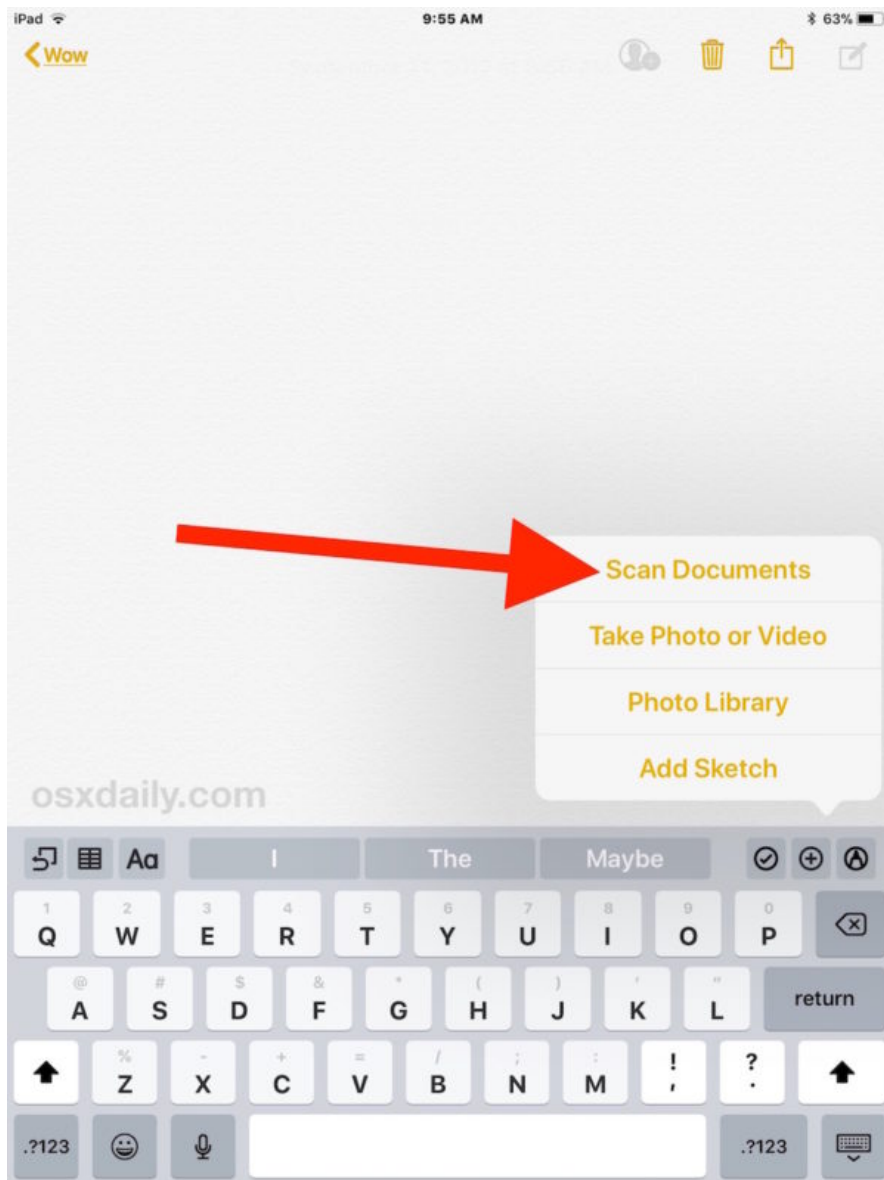 iPad 9:55 AM 63%
Wow
Scan Documents
Take Photo or Video
Photo Library
Add Sketch
osxdaily.com
Aa I The Maybe
1 2 3 4 5 6 7 8 9 0
Q W E R T Y U I O P
@ # $ & * ( ) ' "
A S D F G H J K L return
% - + = / ; : ! ?
Z X C V B N M , .
.?123 .?123